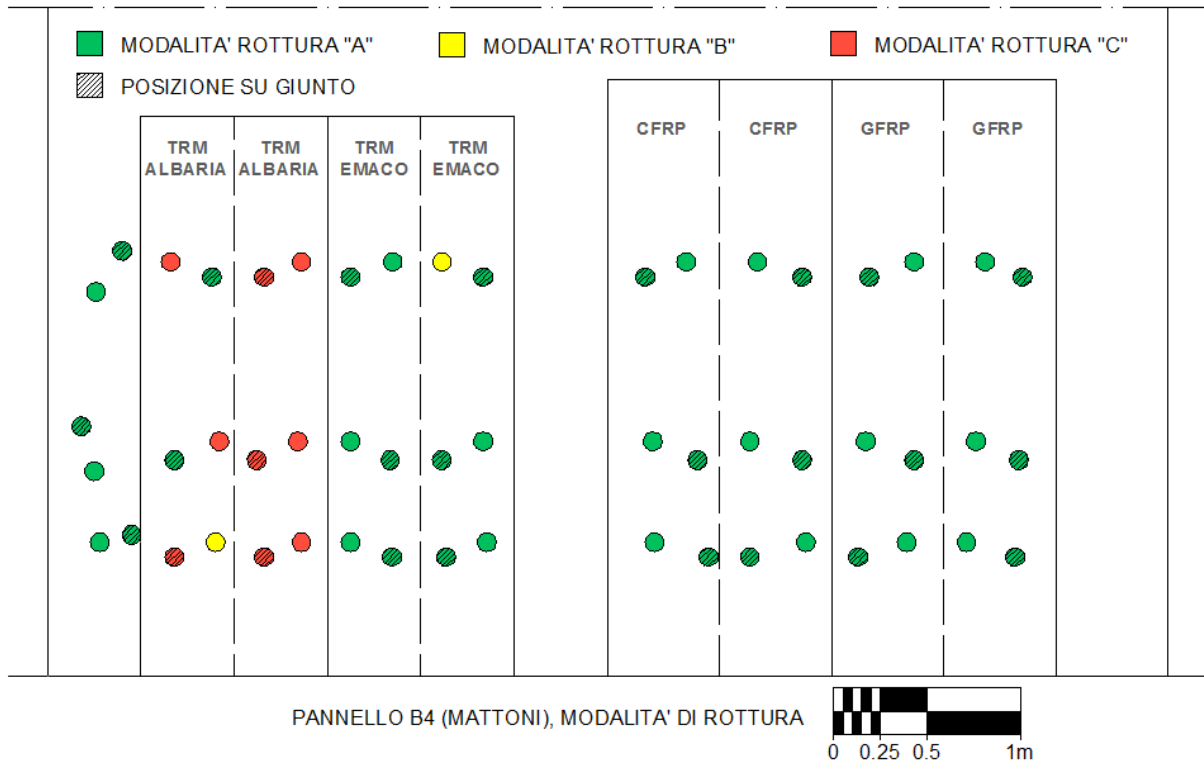 MODALITA' ROTTURA "A"
MODALITA' ROTTURA "B"
MODALITA' ROTTURA "C"
POSIZIONE SU GIUNTO
TRM
ALBARIA
TRM
ALBARIA
TRM
EMACO
TRM
EMACO
CFRP
CFRP
GFRP
GFRP
PANNELLO B4 (MATTONI), MODALITA' DI ROTTURA
0 0.25 0.5 1m